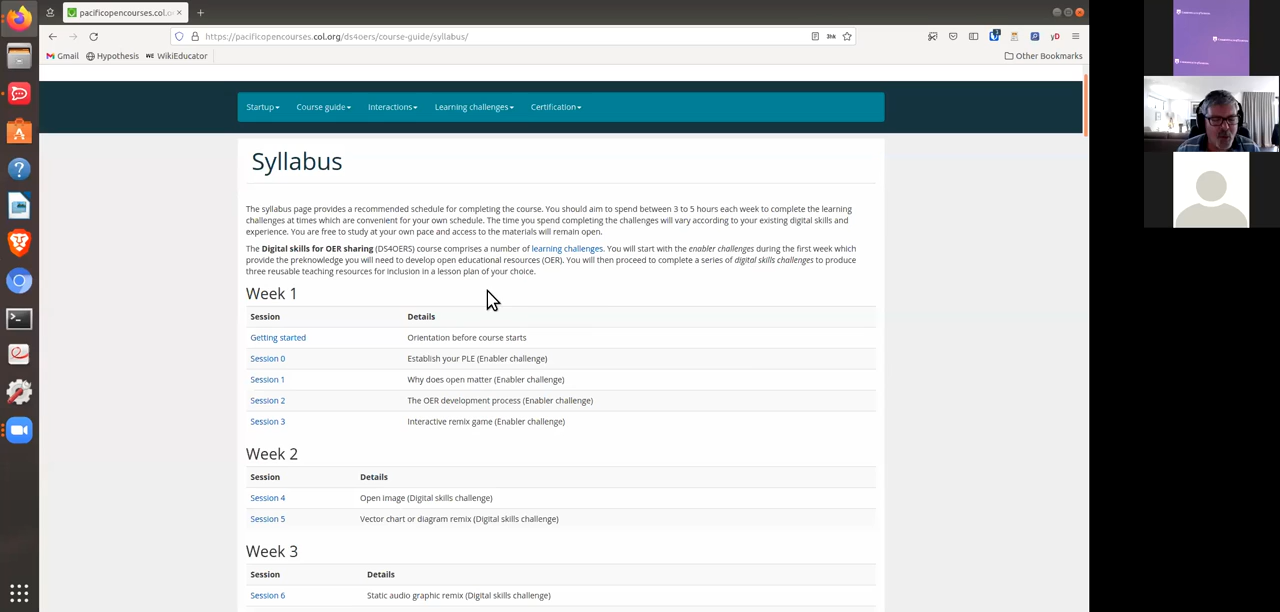 pacificopencourses.col.o
https://pacificopencourses.col.org/ds4oers/course-guide/syllabus/
Gmail
Hypothesis
WikiEducator
Other Bookmarks
Startup
Course guide
Interactions
Learning challenges
Certification
Syllabus
The syllabus page provides a recommended schedule for completing the course. You should aim to spend between 3 to 5 hours each week to complete the learning
challenges at times which are convenient for your own schedule. The time you spend completing the challenges will vary according to your existing digital skills and
experience. You are free to study at your own pace and access to the materials will remain open.
The Digital skills for OER sharing (DS4OERS) course comprises a number of learning challenges. You will start with the enabler challenges during the first week which
provide the preknowledge you will need to develop open educational resources (OER). You will then proceed to complete a series of digital skills challenges to produce
three reusable teaching resources for inclusion in a lesson plan of your choice.
Week 1
Session Details
Getting started Orientation before course starts
Session 0 Establish your PLE (Enabler challenge)
Session 1 Why does open matter (Enabler challenge)
Session 2 The OER development process (Enabler challenge)
Session 3 Interactive remix game (Enabler challenge)
Week 2
Session Details
Session 4 Open image (Digital skills challenge)
Session 5 Vector chart or diagram remix (Digital skills challenge)
Week 3
Session Details
Session 6 Static audio graphic remix (Digital skills challenge)